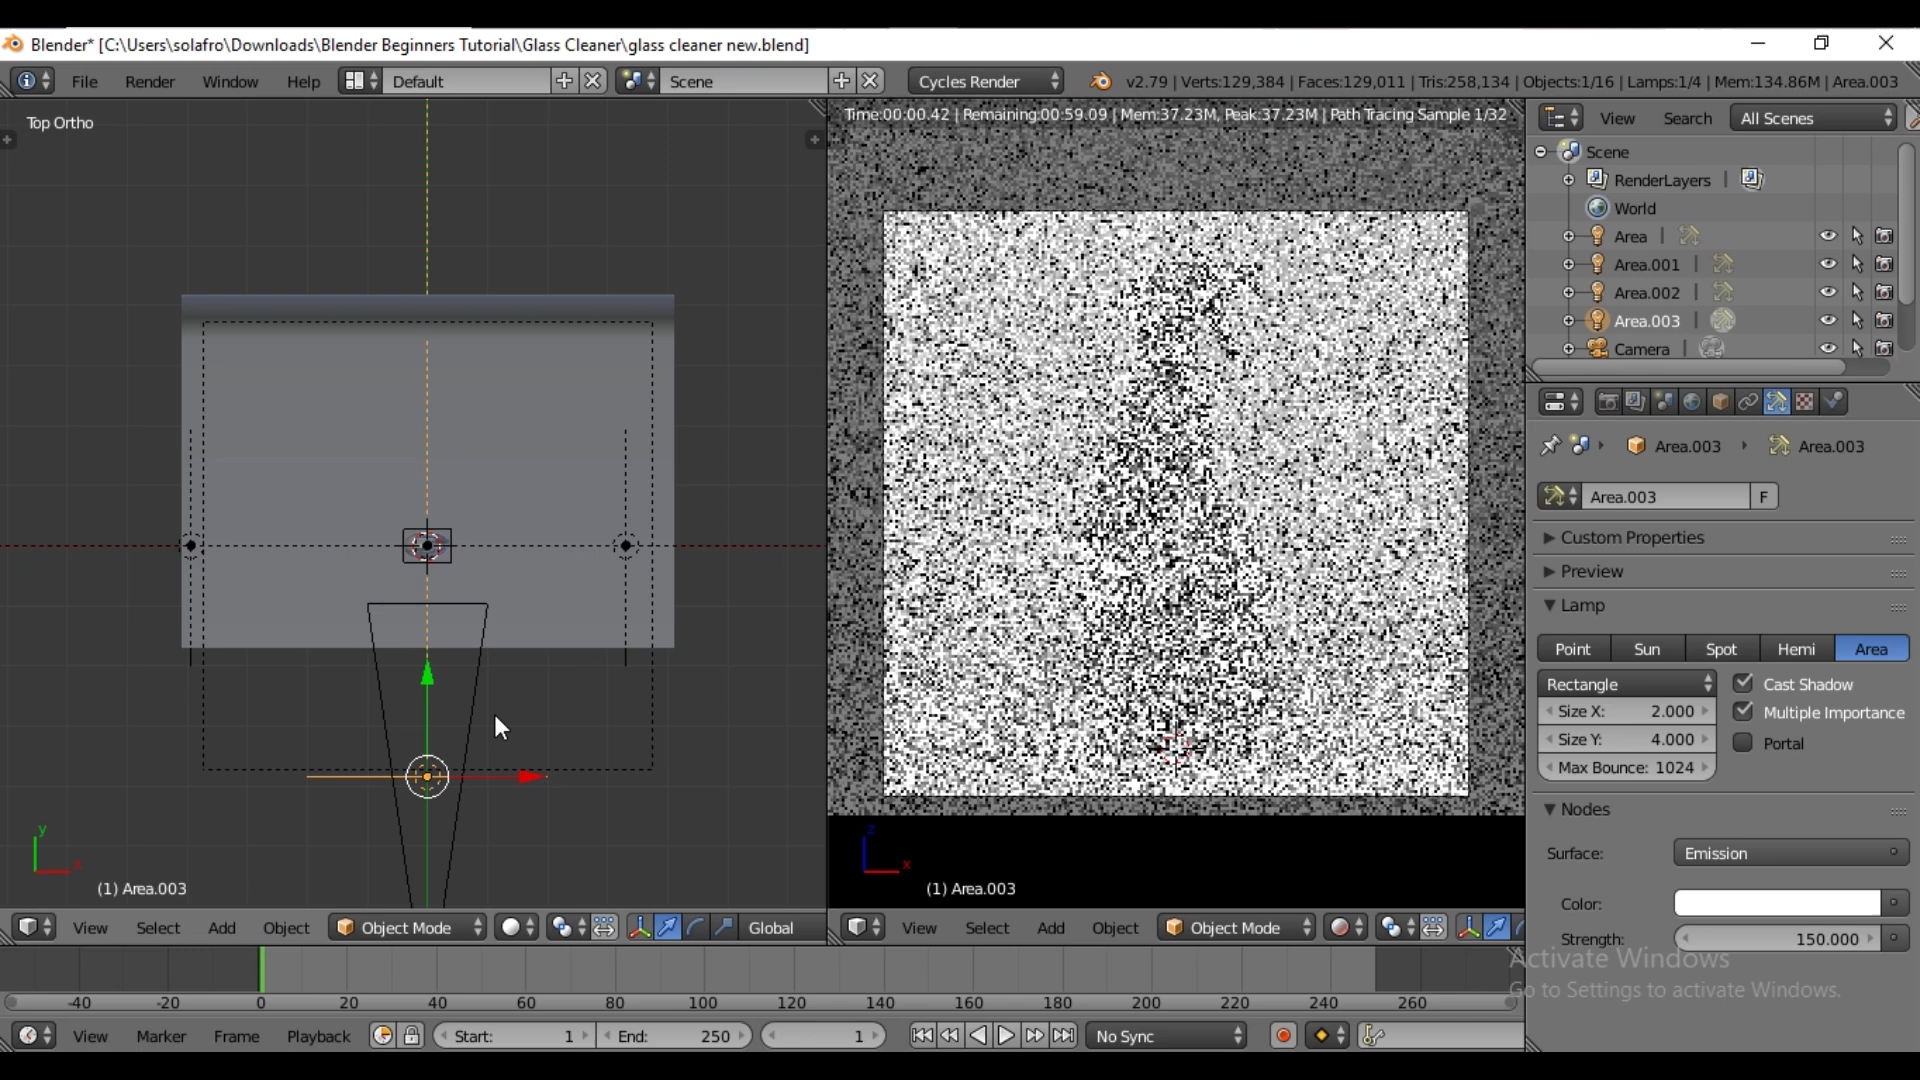 Blender* [C:\Users\solafro\Downloads\Blender Beginners Tutorial\Glass Cleaner\glass cleaner new.blend]
File Render Window Help Default Scene Cycles Render v2.79 | Verts:129,384 | Faces:129,011 | Tris:258,134 | Objects:1/16 | Lamps:1/4 | Mem:134.86M | Area.003
Top Ortho
Time:00:00.42 | Remaining:00:59.09 | Mem:37.23M, Peak:37.23M | Path Tracing Sample 1/32
View Search All Scenes
Scene
RenderLayers |
World
Area |
Area.001 |
Area.002 |
Area.003 |
Camera |
Area.003 Area.003
Area.003 F
Custom Properties
Preview
Lamp
Point Sun Spot Hemi Area
Rectangle Cast Shadow
Size X: 2.000 Multiple Importance
Size Y: 4.000 Portal
Max Bounce: 1024
Nodes
Surface: Emission
Color:
Strength: 150.000
Activate Windows
Go to Settings to activate Windows.
y
x
(1) Area.003
z
x
(1) Area.003
View Select Add Object Object Mode Global
View Select Add Object Object Mode
-40 -20 0 20 40 60 80 100 120 140 160 180 200 220 240 260
View Marker Frame Playback Start: 1 End: 250 1 No Sync